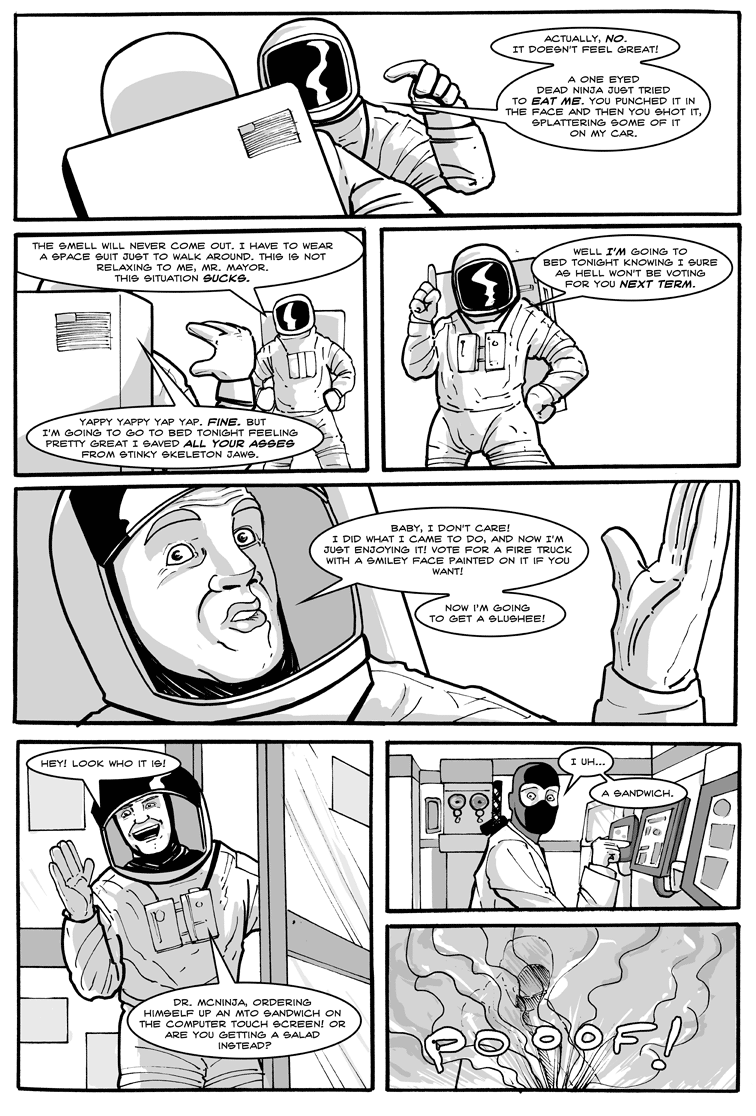 ACTUALLY, NO.
IT DOESN'T FEEL GREAT!
A ONE EYED
DEAD NINJA JUST TRIED
TO EAT ME. YOU PUNCHED IT IN
THE FACE AND THEN YOU SHOT IT,
SPLATTERING SOME OF IT
ON MY CAR.
THE SMELL WILL NEVER COME OUT. I HAVE TO WEAR
A SPACE SUIT JUST TO WALK AROUND. THIS IS NOT
RELAXING TO ME, MR. MAYOR.
THIS SITUATION SUCKS.
YAPPY YAPPY YAP YAP. FINE. BUT
I'M GOING TO GO TO BED TONIGHT FEELING
PRETTY GREAT I SAVED ALL YOUR ASSES
FROM STINKY SKELETON JAWS.
WELL I'M GOING TO
BED TONIGHT KNOWING I SURE
AS HELL WON'T BE VOTING
FOR YOU NEXT TERM.
BABY, I DON'T CARE!
I DID WHAT I CAME TO DO, AND NOW I'M
JUST ENJOYING IT! VOTE FOR A FIRE TRUCK
WITH A SMILEY FACE PAINTED ON IT IF YOU
WANT!
NOW I'M GOING
TO GET A SLUSHEE!
HEY! LOOK WHO IT IS!
DR. MCNINJA, ORDERING
HIMSELF UP AN MTO SANDWICH ON
THE COMPUTER TOUCH SCREEN! OR
ARE YOU GETTING A SALAD
INSTEAD?
I UH...
A SANDWICH.
POOOF!